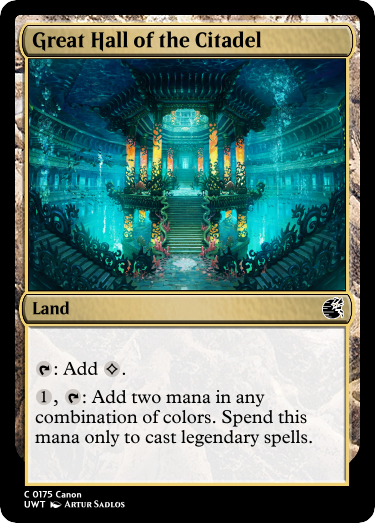 Great Hall of the Citadel
Land
: Add .
1, : Add two mana in any
combination of colors. Spend this
mana only to cast legendary spells.
C 0175 Canon
UWT Artur Sadlos